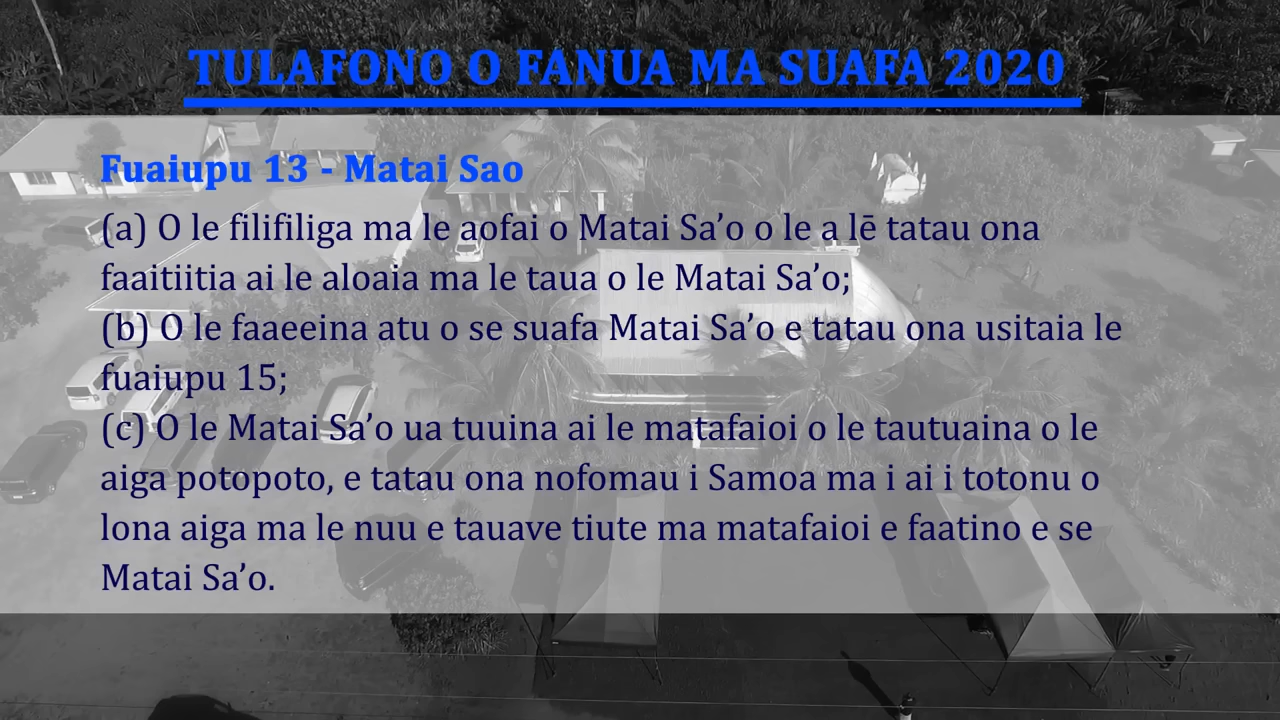 TULAFONO O FANUA MA SUAFA 2020
Fuaiupu 13 - Matai Sao
(a) O le filifiliga ma le aofai o Matai Sa’o o le a lē tatau ona
faaitiitia ai le aloaia ma le taua o le Matai Sa’o;
(b) O le faaeeina atu o se suafa Matai Sa’o e tatau ona usitaia le
fuaiupu 15;
(c) O le Matai Sa’o ua tuuina ai le matafaioi o le tautuaina o le
aiga potopoto, e tatau ona nofomau i Samoa ma i ai i totonu o
lona aiga ma le nuu e tauave tiute ma matafaioi e faatino e se
Matai Sa’o.